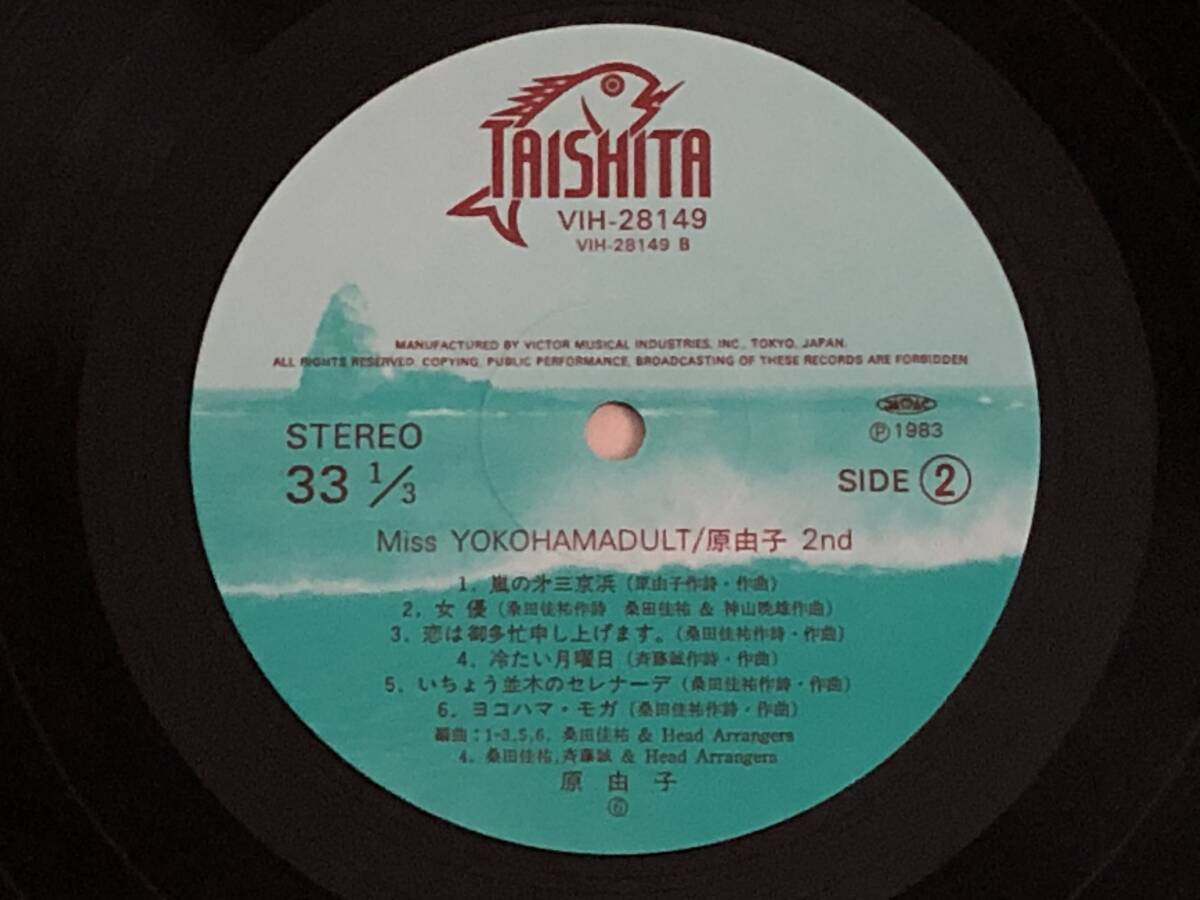 TAISHITA
VIH-28149
VIH-28149 B
MANUFACTURED BY VICTOR MUSICAL INDUSTRIES, INC., TOKYO, JAPAN.
ALL RIGHTS RESERVED. COPYING, PUBLIC PERFORMANCE, BROADCASTING OF THESE RECORDS ARE FORBIDDEN
STEREO
33 1/3
JASRAC
Ⓟ1983
SIDE ②
Miss YOKOHAMADULT/原由子 2nd
1. 嵐の㐧三京浜(原由子作詩・作曲)
2. 女 優(桑田佳祐作詩 桑田佳祐 & 神山晩雄作曲)
3. 恋は御多忙申し上げます。(桑田佳祐作詩・作曲)
4. 冷たい月曜日(斉藤誠作詩・作曲)
5. いちょう並木のセレナーデ(桑田佳祐作詩・作曲)
6. ヨコハマ・モガ(桑田佳祐作詩・作曲)
編曲:1-3.5.6. 桑田佳祐 & Head Arrangers
4. 桑田佳祐,斉藤誠 & Head Arrangers
原 由 子
⑥